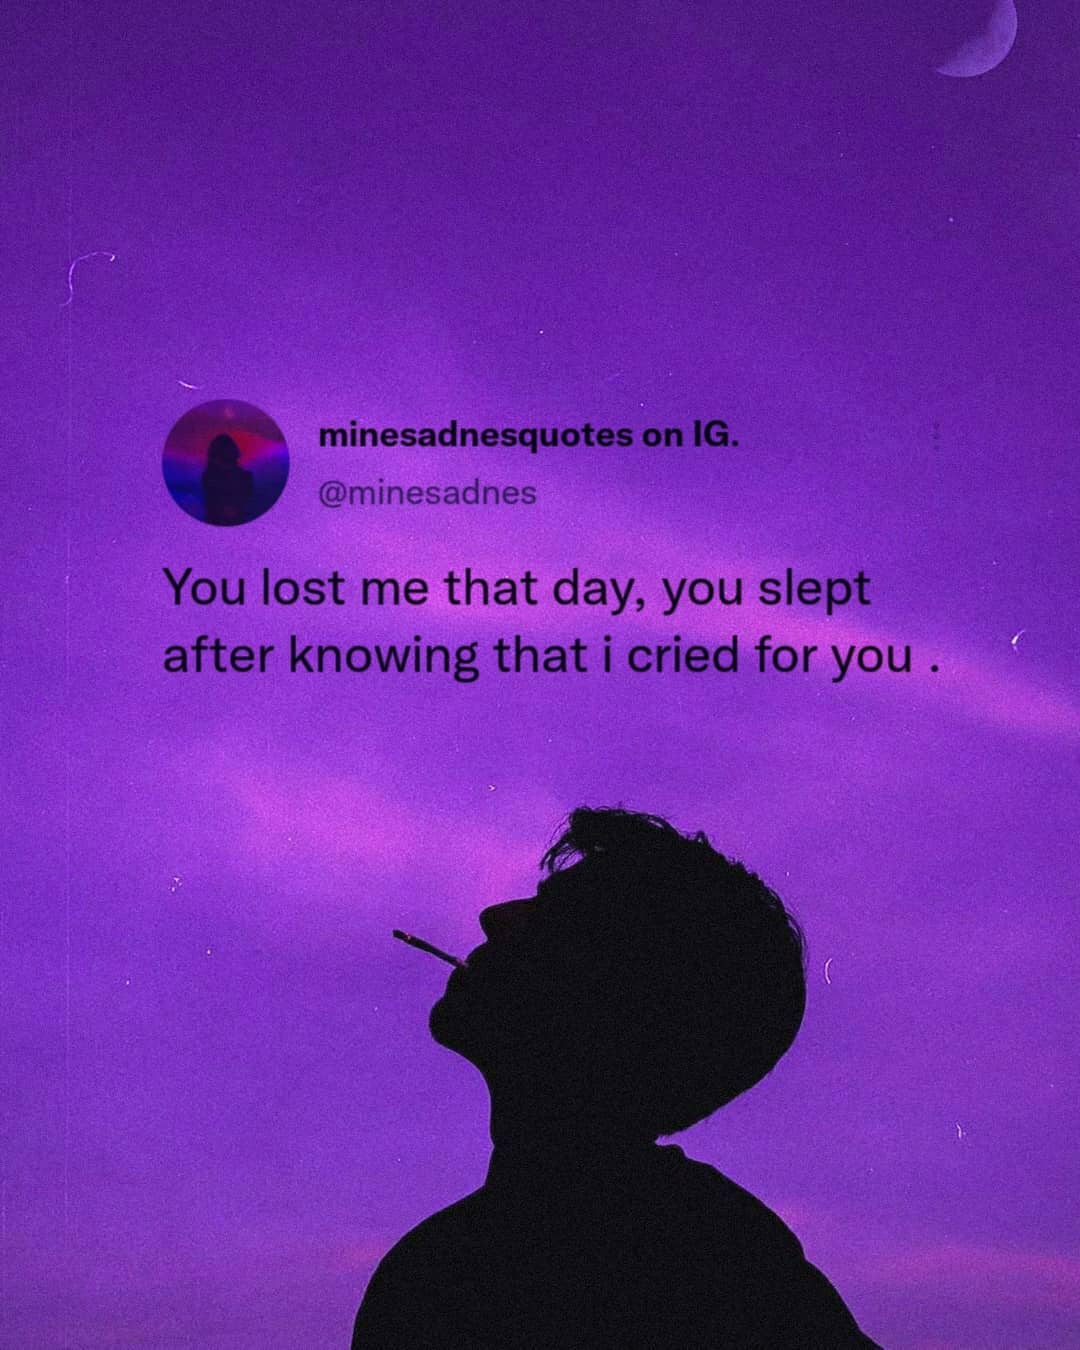 minesadnesquotes on IG.
@minesadnes
You lost me that day, you slept
after knowing that i cried for you .